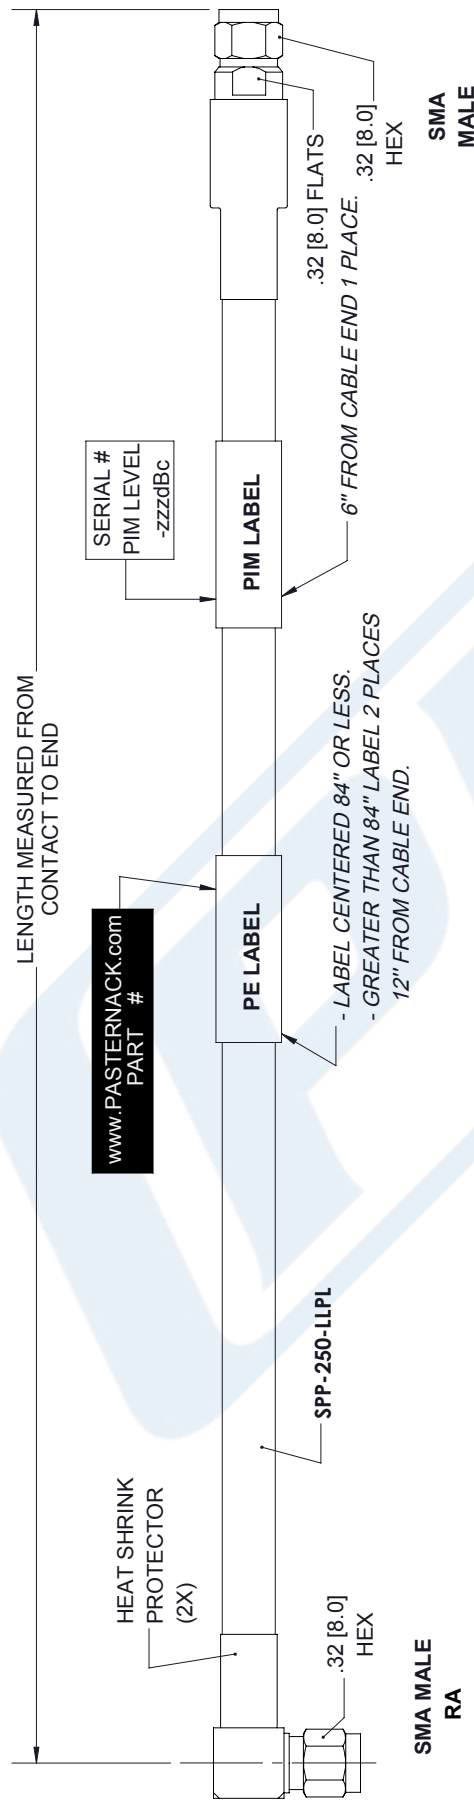 LENGTH MEASURED FROM
CONTACT TO END
HEAT SHRINK
PROTECTOR
(2X)
www.PASTERNACK.com
PART #
SERIAL #
PIM LEVEL
-zzzdBc
PE LABEL
PIM LABEL
SPP-250-LLPL
- LABEL CENTERED 84" OR LESS.
- GREATER THAN 84" LABEL 2 PLACES
12" FROM CABLE END.
6" FROM CABLE END 1 PLACE.
.32 [8.0] FLATS
.32 [8.0]
HEX
SMA
MALE
.32 [8.0]
HEX
SMA MALE
RA